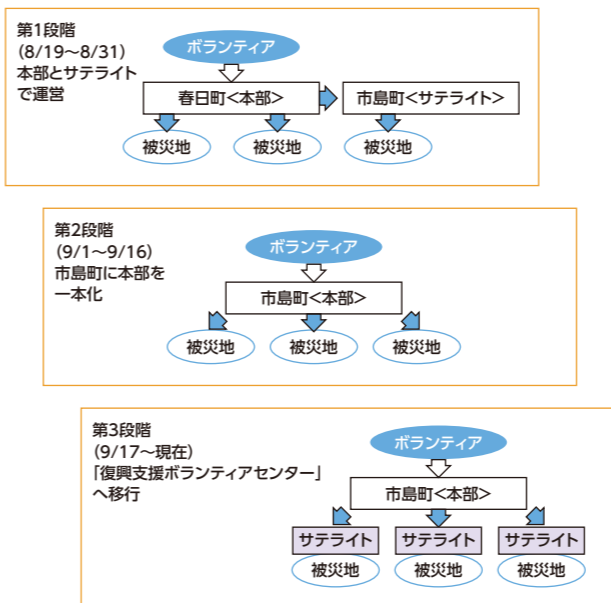 第1段階
(8/19〜8/31)
本部とサテライト
で運営
ボランティア
春日町<本部>
市島町<サテライト>
被災地
被災地
被災地
第2段階
(9/1〜9/16)
市島町に本部を
一本化
ボランティア
市島町<本部>
被災地
被災地
被災地
第3段階
(9/17〜現在)
「復興支援ボランティアセンター」
へ移行
ボランティア
市島町<本部>
サテライト
サテライト
サテライト
被災地
被災地
被災地